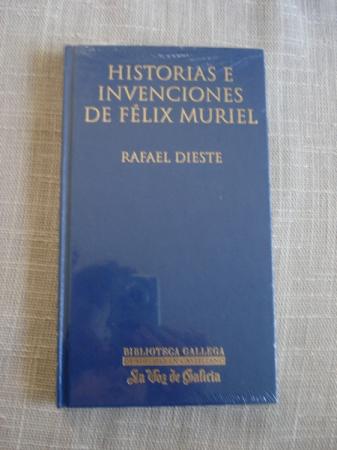 HISTORIAS E
INVENCIONES
DE FÉLIX MURIEL
RAFAEL DIESTE
BIBLIOTECA GALLEGA
La Voz de Galicia